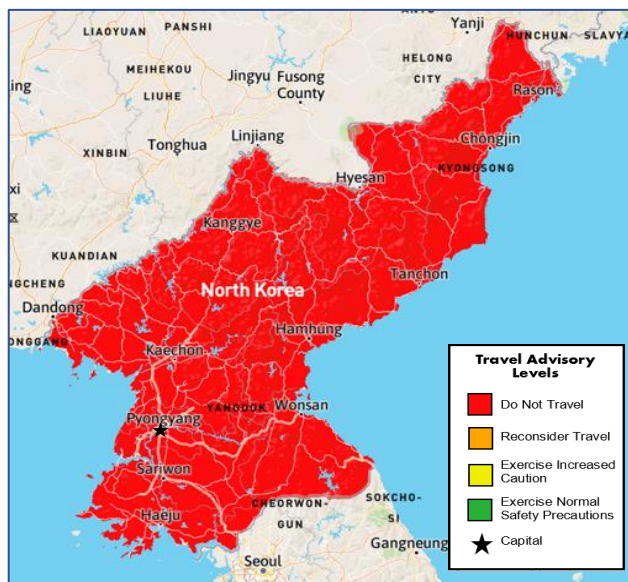 LIAOYUAN
PANSHI
Yanji
HUNCHUN
SLAVYA
MEIHEKOU
HELONG
CITY
Jingyu
Fusong
County
LIUHE
Rason
XINBIN
Tonghua
Linjiang
Chongjin
KYONGSONG
Hyesan
Kanggye
KUANDIAN
North Korea
Tanchon
NGCHENG
Dandong
ONGGANG
Hamhung
Kaechon
YANGDOK
Wonsan
Pyongyang
Sariwon
Haeju
CHEORWON-
GUN
SOKCHO-
SI
Seoul
Gangneung
Travel Advisory
Levels
Do Not Travel
Reconsider Travel
Exercise Increased
Caution
Exercise Normal
Safety Precautions
Capital